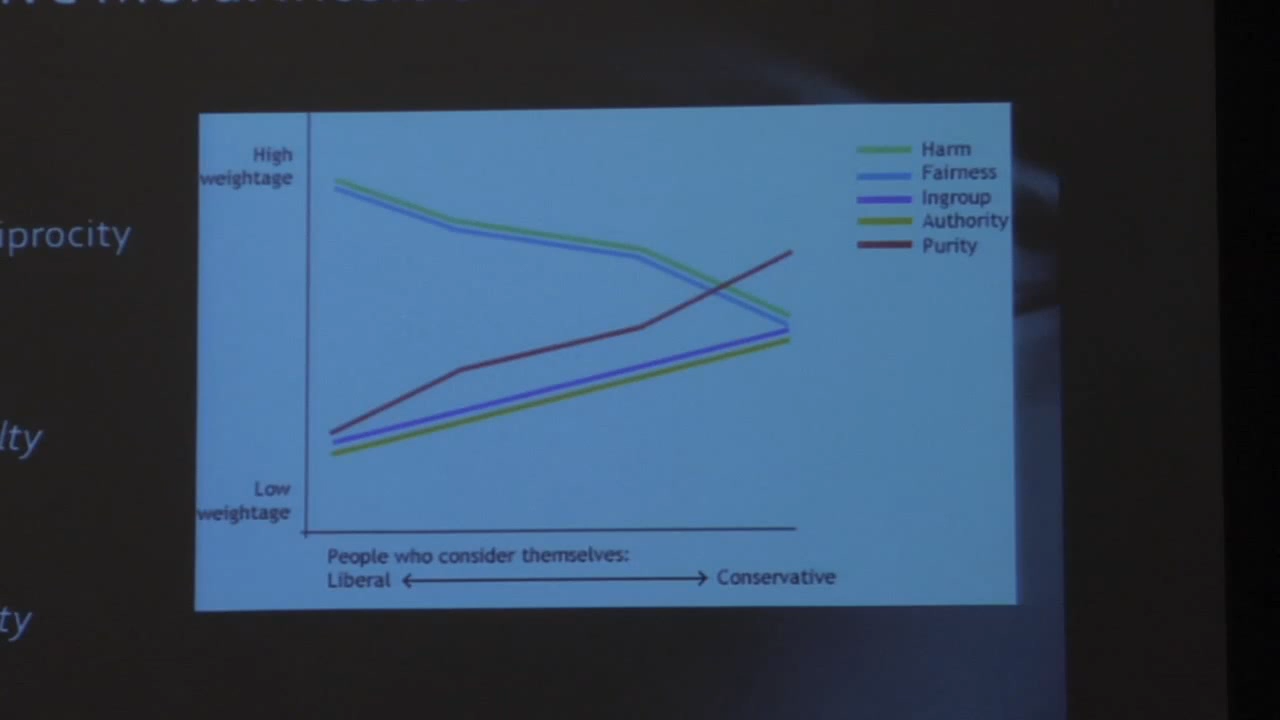 iprocity
lty
ty
High
weightage
Low
weightage
Harm
Fairness
Ingroup
Authority
Purity
People who consider themselves:
Liberal
Conservative